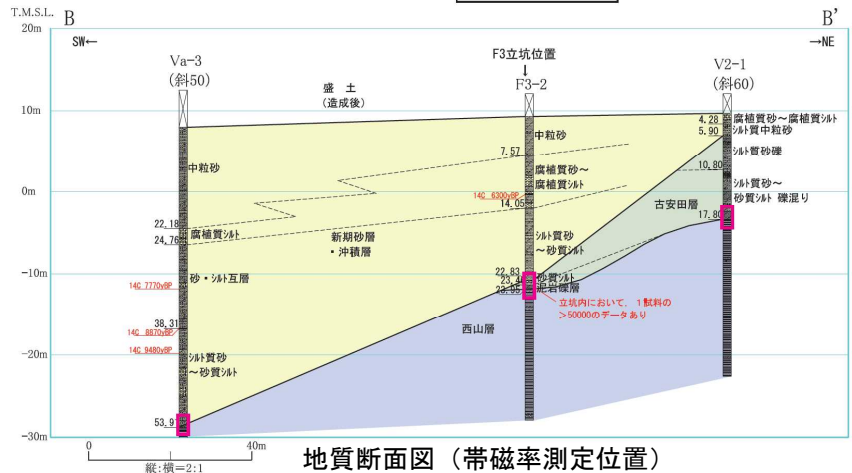 T.M.S.L.
20m
10m
0m
-10m
-20m
-30m
B
SW←
B'
→NE
Va-3
(斜50)
盛 土
(造成後)
F3立坑位置
↓
F3-2
V2-1
(斜60)
中粒砂
22.18
腐植質シルト
24.76
砂・シルト互層
14C 7770yBP
38.31
14C 8870yBP
14C 9480yBP
シルト質砂
~砂質シルト
53.9
新期砂層
・沖積層
中粒砂
7.57
腐植質砂~
腐植質シルト
14C 6300yBP
14.05
シルト質砂
~砂質シルト
22.83
砂質シルト
泥岩礫層
23.95
立坑内において、1試料の
>50000のデータあり
古安田層
西山層
4.28
腐植質砂~腐植質シルト
5.90
シルト質中粒砂
シルト質砂礫
10.80
シルト質砂~
砂質シルト 礫混り
17.80
0
40m
縦:横=2:1
地質断面図(帯磁率測定位置)